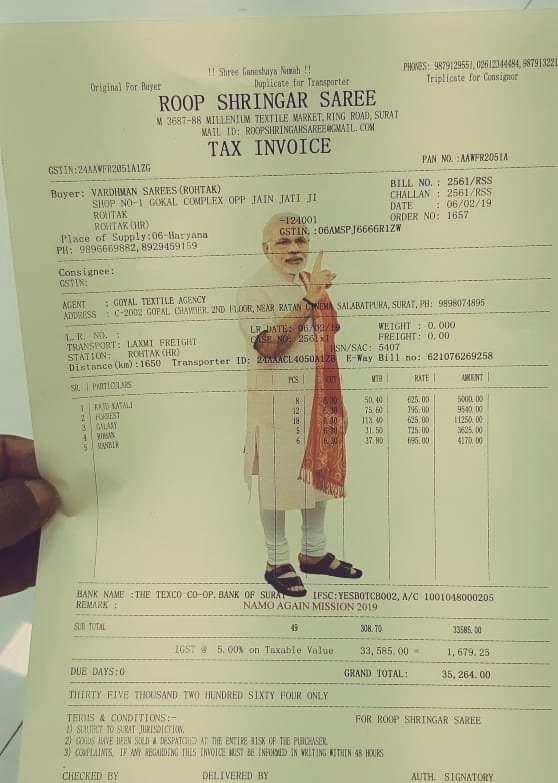 !! Shree Ganeshaya Namah !!
PHONES: 9879129551, 02612344484, 987913221
Original For Buyer Duplicate for Transporter Triplicate for Consignor
ROOP SHRINGAR SAREE
M 3687-88 MILLENIUM TEXTILE MARKET, RING ROAD, SURAT
MAIL ID: ROOPSHRINGARSAREE@GMAIL.COM
TAX INVOICE
GSTIN:24AAWFR2051A1ZG PAN NO. :AAWFR2051A
Buyer: VARDHMAN SAREES(ROHTAK) BILL NO. : 2561/RSS
SHOP NO-1 GOKAL COMPLEX OPP JAIN JATI JI CHALLAN : 2561/RSS
ROHTAK DATE : 06/02/19
ROHTAK(HR) -124001 ORDER NO: 1657
Place of Supply:06-Haryana GSTIN. :06AMSPJ6666R1ZW
PH: 9896669882, 8929459159
Consignee:
GSTIN:
AGENT : GOYAL TEXTILE AGENCY
ADDRESS : C-2002 GOPAL CHAMBER, 2ND FLOOR, NEAR RATAN CINEMA SALABATPURA, SURAT, PH: 9898074895
L.R. NO. : LR DATE: 06/02/19 WEIGHT : 0.000
TRANSPORT: LAXMI FREIGHT CASE NO: 2561x1 FREIGHT : 0.00
STATION: ROHTAK(HR) HSN/SAC: 5407
Distance(km):1650 Transporter ID: 24AAACL4050A1Z8 E-Way Bill no: 621076269258
SR. PARTICULARS PCS CUT MTR RATE AMOUNT
1 8 6.30 50.40 625.00 5000.00
2 FORREST 12 6.30 75.60 795.00 9540.00
3 GALAXY 18 6.30 113.40 625.00 11250.00
4 5 6.30 31.50 725.00 3625.00
5 6 6.30 37.80 695.00 4170.00
BANK NAME :THE TEXCO CO-OP. BANK OF SURAT IFSC:YESB0TCB002, A/C 1001048000205
REMARK : NAMO AGAIN MISSION 2019
SUB TOTAL 49 308.70 33585.00
IGST @ 5.00% on Taxable Value 33,585.00 = 1,679.25
DUE DAYS:0 GRAND TOTAL: 35,264.00
THIRTY FIVE THOUSAND TWO HUNDRED SIXTY FOUR ONLY
TERMS & CONDITIONS:- FOR ROOP SHRINGAR SAREE
1) SUBJECT TO SURAT JURISDICTION.
2) GOODS HAVE BEEN SOLD & DESPATCHED AT THE ENTIRE RISK OF THE PURCHASER.
3) COMPLAINTS, IF ANY REGARDING THIS INVOICE MUST BE INFORMED IN WRITING WITHIN 48 HOURS
CHECKED BY DELIVERED BY AUTH. SIGNATORY